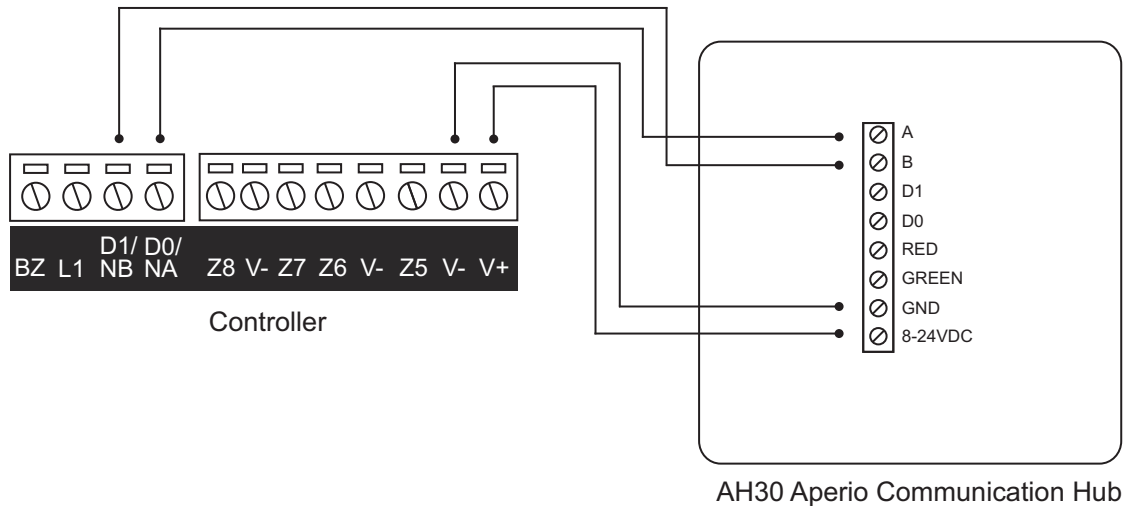 A
B
D1
D0
RED
GREEN
GND
8-24VDC
D1/ D0/
BZ L1 NB NA Z8 V- Z7 Z6 V- Z5 V- V+
Controller
AH30 Aperio Communication Hub